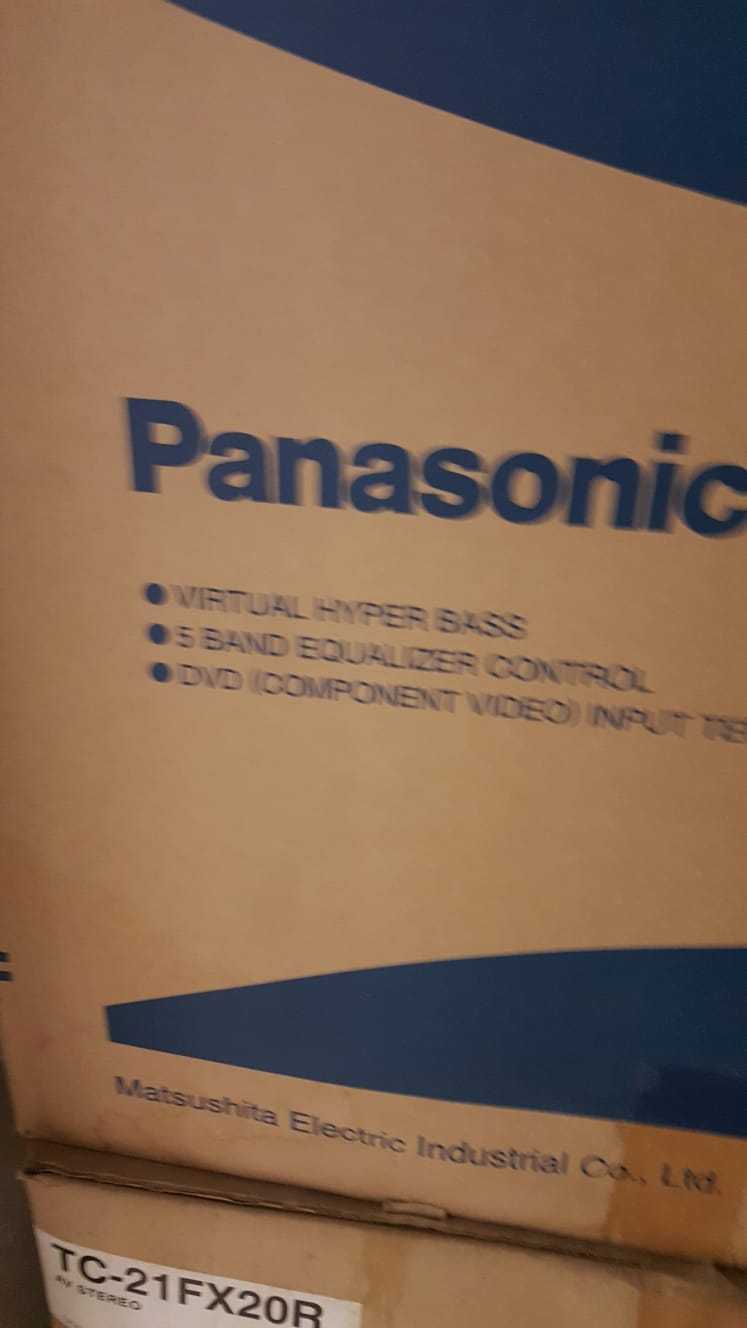 Panasonic
● VIRTUAL HYPER BASS
● 5 BAND EQUALIZER CONTROL
● DVD (COMPONENT VIDEO) INPUT
Matsushita Electric Industrial Co., Ltd.
TC-21FX20R
AV STEREO